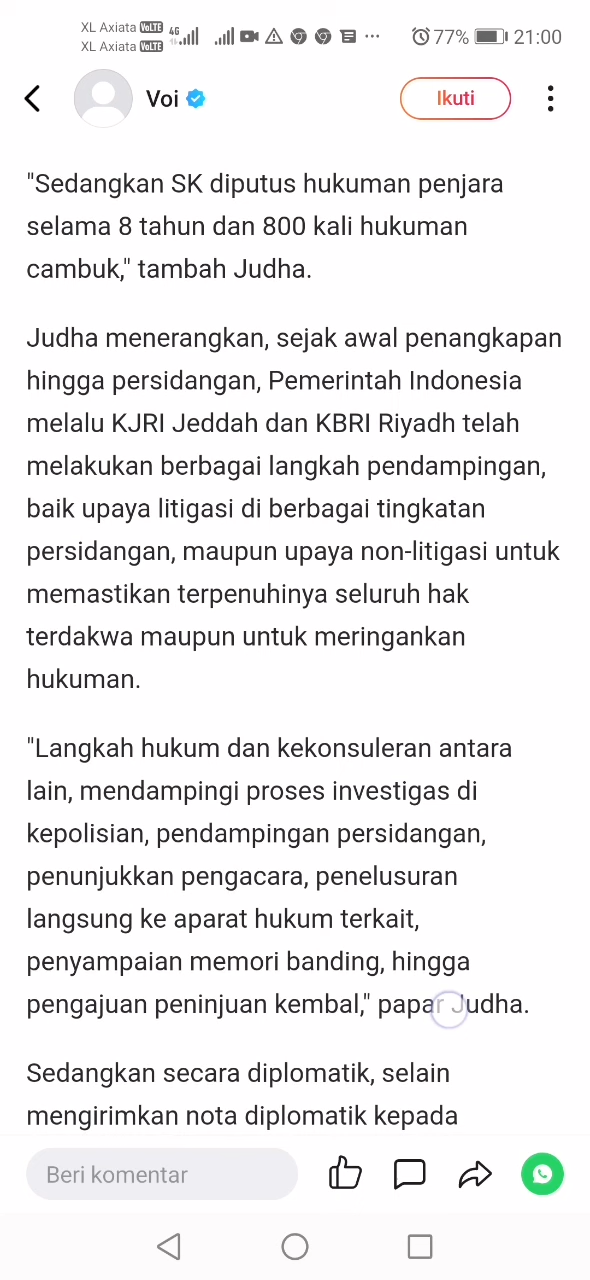 XL Axiata VoLTE 4G 77% 21:00
XL Axiata VoLTE
Voi Ikuti
"Sedangkan SK diputus hukuman penjara
selama 8 tahun dan 800 kali hukuman
cambuk," tambah Judha.
Judha menerangkan, sejak awal penangkapan
hingga persidangan, Pemerintah Indonesia
melalu KJRI Jeddah dan KBRI Riyadh telah
melakukan berbagai langkah pendampingan,
baik upaya litigasi di berbagai tingkatan
persidangan, maupun upaya non-litigasi untuk
memastikan terpenuhinya seluruh hak
terdakwa maupun untuk meringankan
hukuman.
"Langkah hukum dan kekonsuleran antara
lain, mendampingi proses investigas di
kepolisian, pendampingan persidangan,
penunjukkan pengacara, penelusuran
langsung ke aparat hukum terkait,
penyampaian memori banding, hingga
pengajuan peninjuan kembal," papar Judha.
Sedangkan secara diplomatik, selain
mengirimkan nota diplomatik kepada
Beri komentar